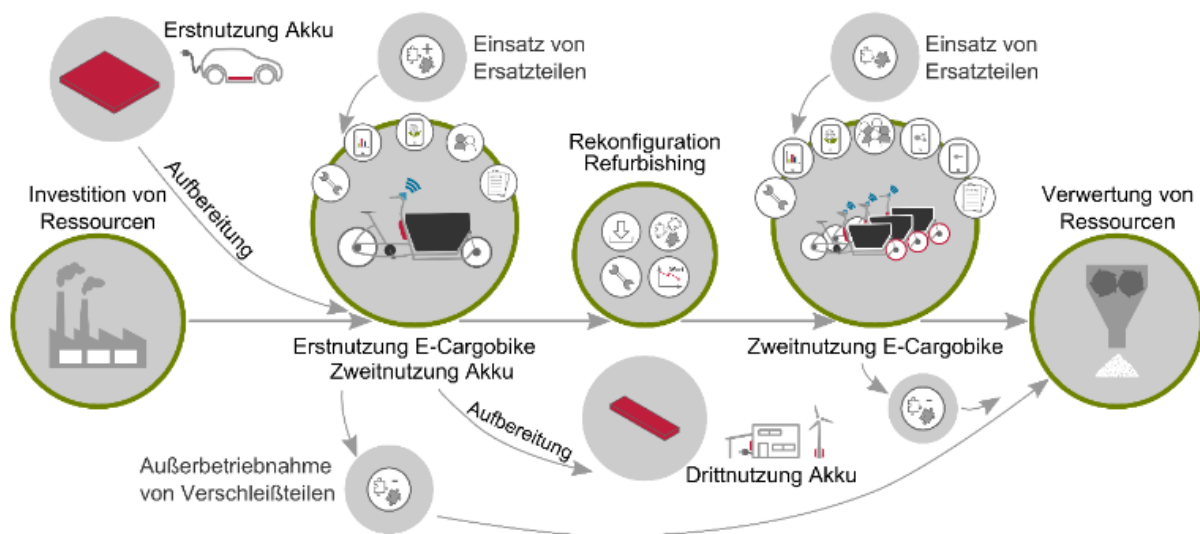 Erstnutzung Akku
Einsatz von
Ersatzteilen
Einsatz von
Ersatzteilen
Aufbereitung
Rekonfiguration
Refurbishing
Investition von
Ressourcen
Verwertung von
Ressourcen
Erstnutzung E-Cargobike
Zweitnutzung Akku
Zweitnutzung E-Cargobike
Aufbereitung
Drittnutzung Akku
Außerbetriebnahme
von Verschleißteilen